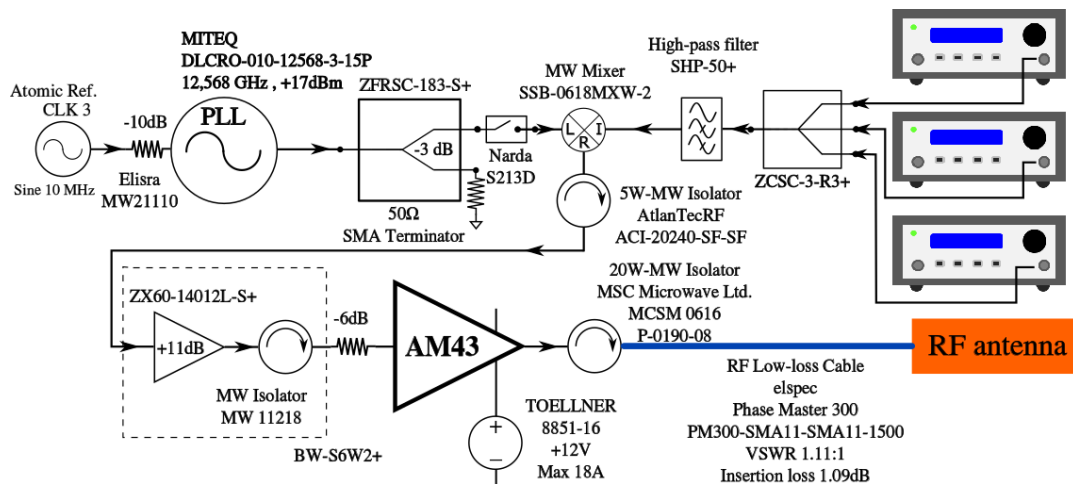 MITEQ
DLCRO-010-12568-3-15P
12,568 GHz , +17dBm
Atomic Ref.
CLK 3
Sine 10 MHz
-10dB
Elisra
MW21110
PLL
ZFRSC-183-S+
-3 dB
50Ω
SMA Terminator
Narda
S213D
MW Mixer
SSB-0618MXW-2
L
I
R
High-pass filter
SHP-50+
ZCSC-3-R3+
5W-MW Isolator
AtlanTecRF
ACI-20240-SF-SF
ZX60-14012L-S+
+11dB
MW Isolator
MW 11218
-6dB
BW-S6W2+
AM43
20W-MW Isolator
MSC Microwave Ltd.
MCSM 0616
P-0190-08
+
−
TOELLNER
8851-16
+12V
Max 18A
RF Low-loss Cable
elspec
Phase Master 300
PM300-SMA11-SMA11-1500
VSWR 1.11:1
Insertion loss 1.09dB
RF antenna